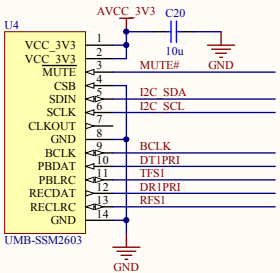 AVCC_3V3
U4
C20
VCC_3V3 1
10u
VCC_3V3 2
GND
MUTE 3 MUTE#
CSB 4
SDIN 5 I2C_SDA
SCLK 6 I2C_SCL
CLKOUT 7
GND 8
BCLK 9 BCLK
PBDAT 10 DT1PRI
PBLRC 11 TFS1
RECDAT 12 DR1PRI
RECLRC 13 RFS1
GND 14
UMB-SSM2603
GND